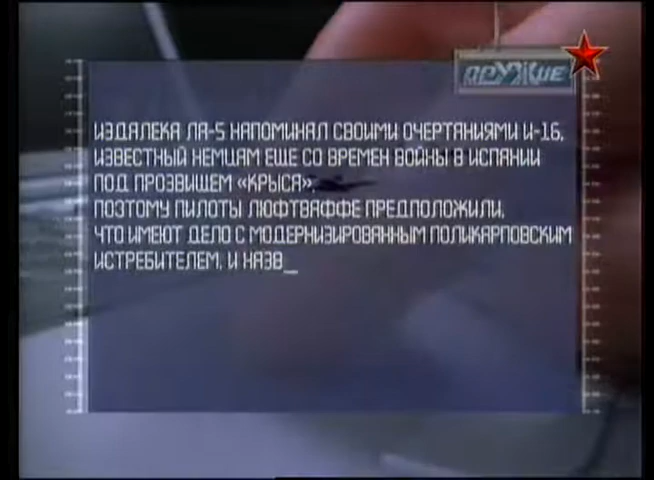 ОРУЖИЕ
ИЗДАЛЕКА ЛА-5 НАПОМИНАЛ СВОИМИ ОЧЕРТАНИЯМИ И-16,
ИЗВЕСТНЫЙ НЕМЦАМ ЕЩЕ СО ВРЕМЕН ВОЙНЫ В ИСПАНИИ
ПОД ПРОЗВИЩЕМ «КРЫСА»,
ПОЭТОМУ ПИЛОТЫ ЛЮФТВАФФЕ ПРЕДПОЛОЖИЛИ,
ЧТО ИМЕЮТ ДЕЛО С МОДЕРНИЗИРОВАННЫМ ПОЛИКАРПОВСКИМ
ИСТРЕБИТЕЛЕМ, И НАЗВ_